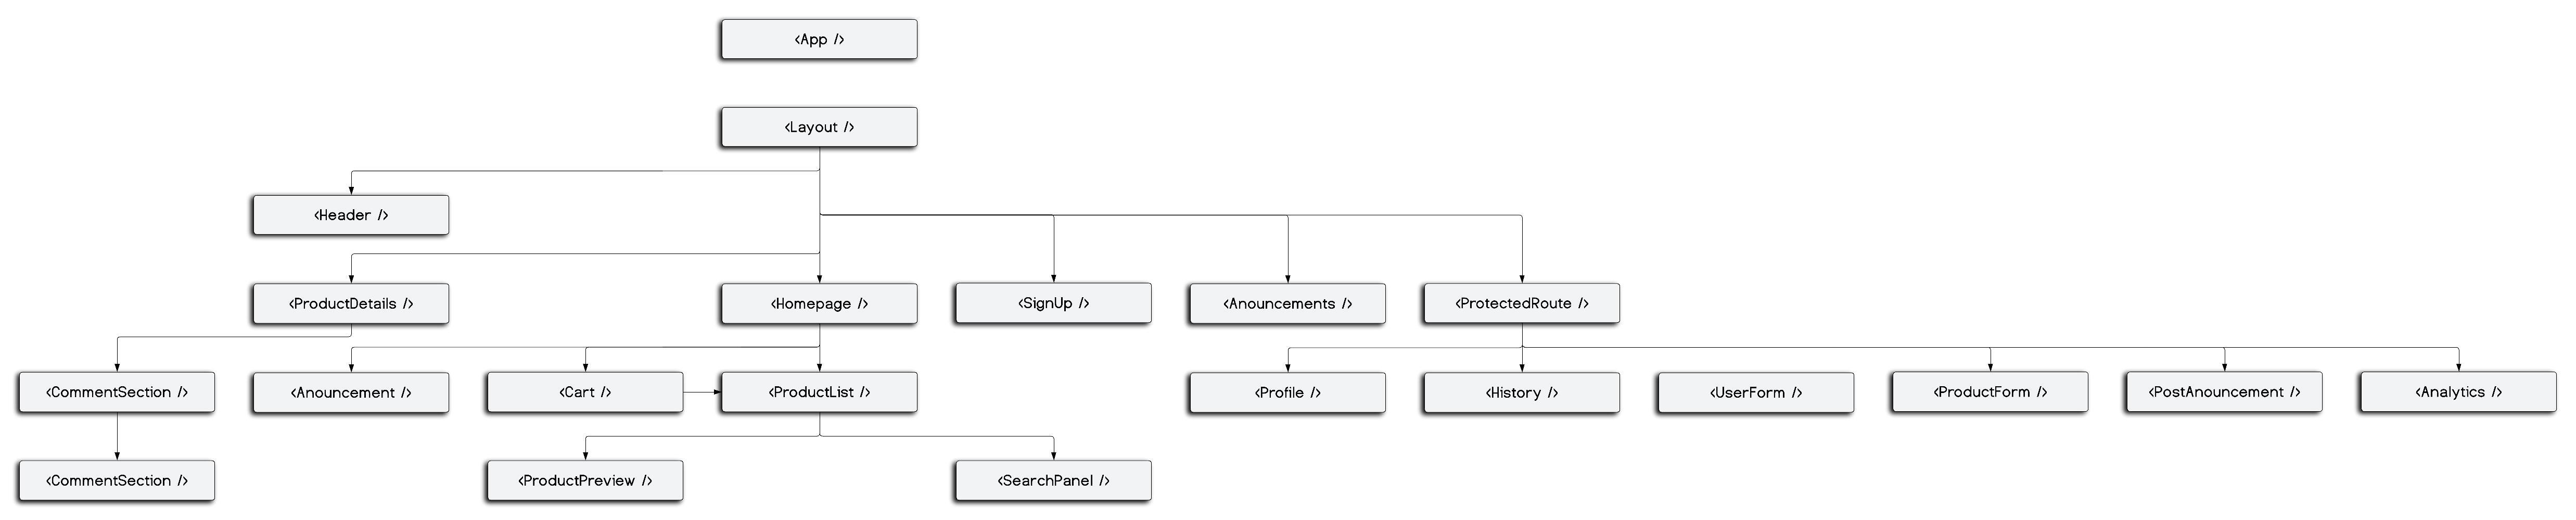 <App />
<Layout />
<Header />
<ProductDetails />
<Homepage />
<SignUp />
<Anouncements />
<ProtectedRoute />
<CommentSection />
<Anouncement />
<Cart />
<ProductList />
<Profile />
<History />
<UserForm />
<ProductForm />
<PostAnouncement />
<Analytics />
<CommentSection />
<ProductPreview />
<SearchPanel />